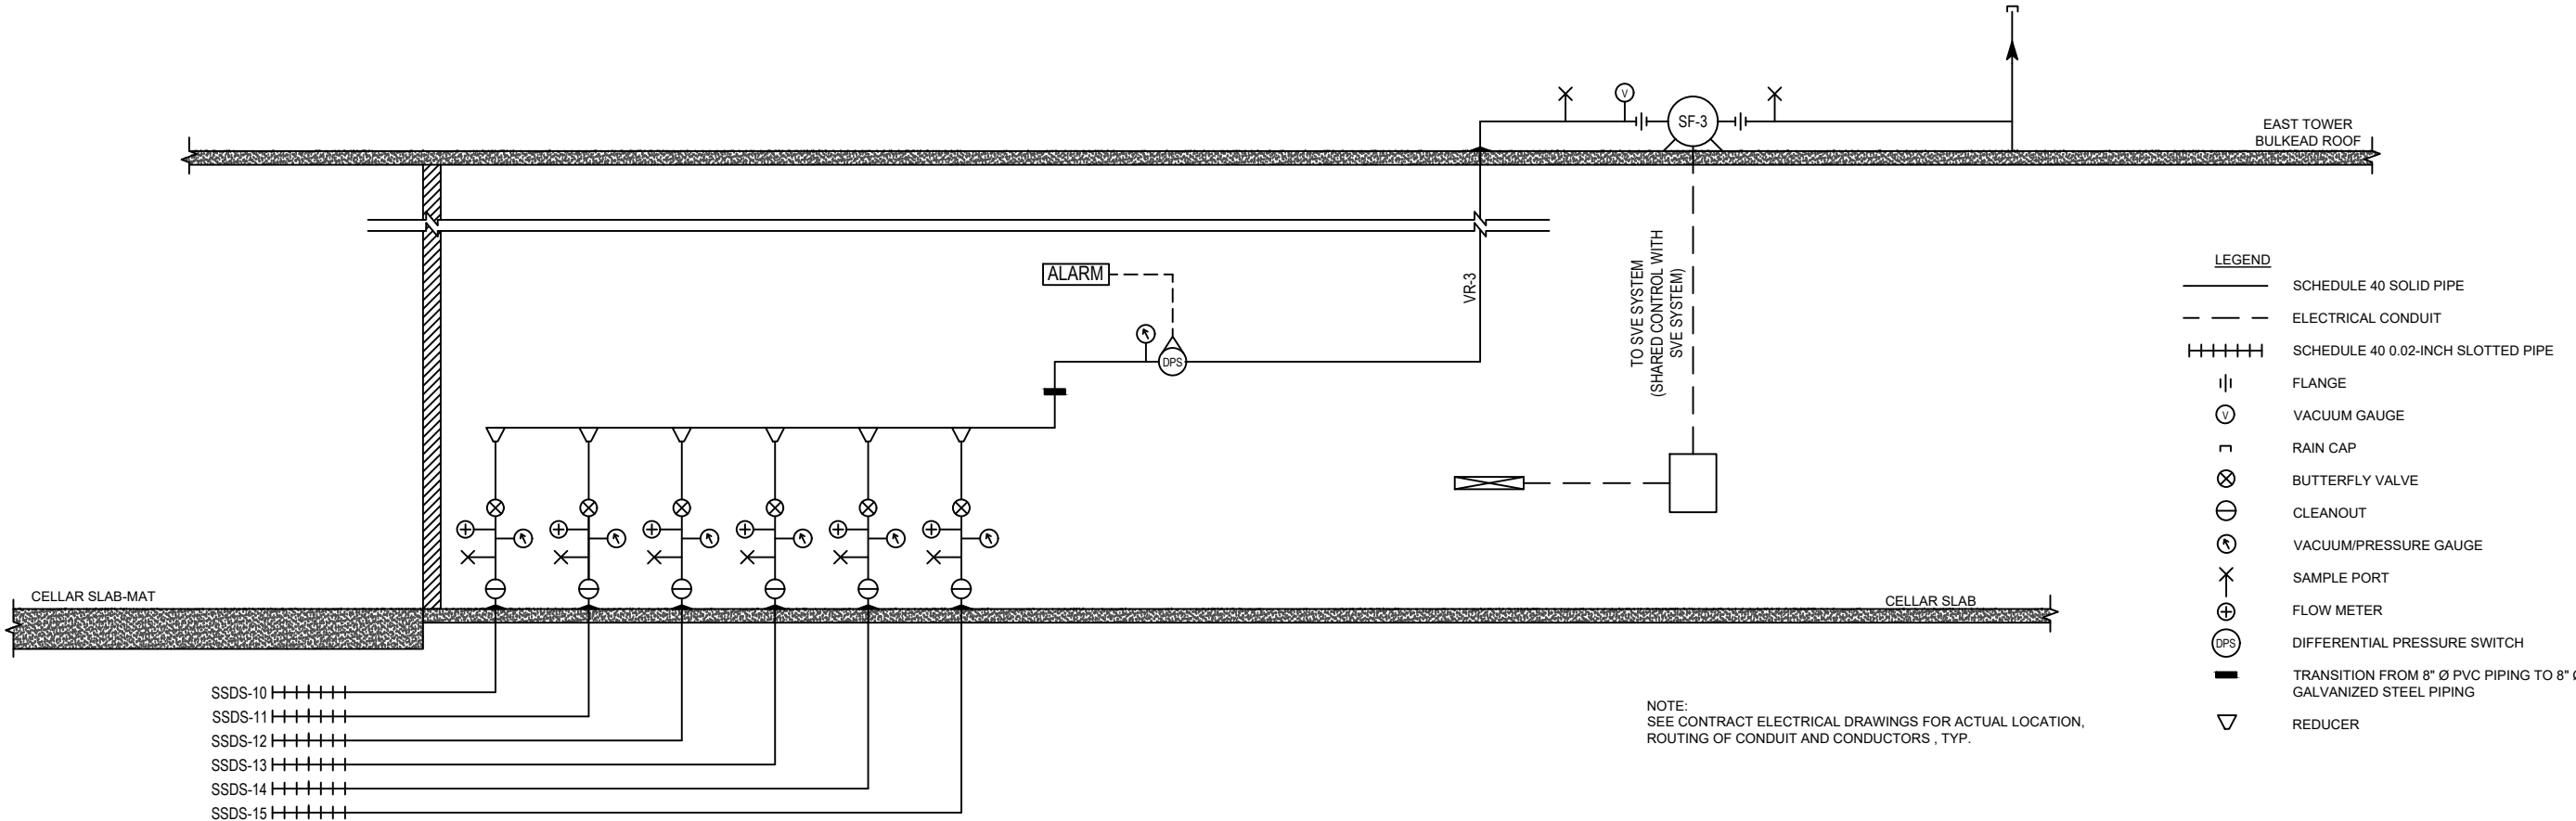 V
SF-3
EAST TOWER
BULKEAD ROOF
ALARM
DPS
VR-3
TO SVE SYSTEM
(SHARED CONTROL WITH
SVE SYSTEM)
CELLAR SLAB-MAT
CELLAR SLAB
SSDS-10
SSDS-11
SSDS-12
SSDS-13
SSDS-14
SSDS-15
NOTE:
SEE CONTRACT ELECTRICAL DRAWINGS FOR ACTUAL LOCATION,
ROUTING OF CONDUIT AND CONDUCTORS , TYP.
LEGEND
SCHEDULE 40 SOLID PIPE
ELECTRICAL CONDUIT
SCHEDULE 40 0.02-INCH SLOTTED PIPE
FLANGE
V VACUUM GAUGE
RAIN CAP
BUTTERFLY VALVE
CLEANOUT
VACUUM/PRESSURE GAUGE
SAMPLE PORT
FLOW METER
DPS DIFFERENTIAL PRESSURE SWITCH
TRANSITION FROM 8" Ø PVC PIPING TO 8" Ø
GALVANIZED STEEL PIPING
REDUCER